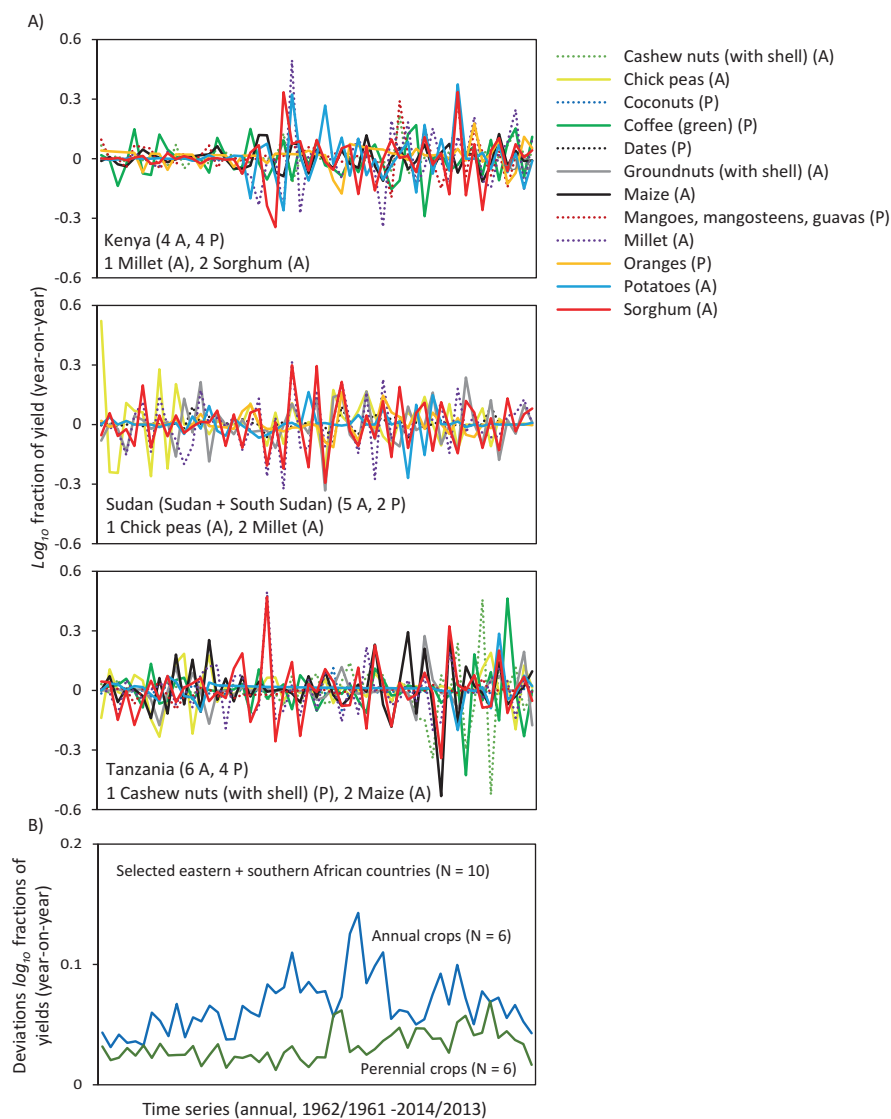 A)
0.6
0.3
0
-0.3
-0.6
Kenya (4 A, 4 P)
1 Millet (A), 2 Sorghum (A)
Cashew nuts (with shell) (A)
Chick peas (A)
Coconuts (P)
Coffee (green) (P)
Dates (P)
Groundnuts (with shell) (A)
Maize (A)
Mangoes, mangosteens, guavas (P)
Millet (A)
Oranges (P)
Potatoes (A)
Sorghum (A)
Log10 fraction of yield (year-on-year)
0.6
0.3
0
-0.3
-0.6
Sudan (Sudan + South Sudan) (5 A, 2 P)
1 Chick peas (A), 2 Millet (A)
0.6
0.3
0
-0.3
-0.6
Tanzania (6 A, 4 P)
1 Cashew nuts (with shell) (P), 2 Maize (A)
B)
Deviations log10 fractions of
yields (year-on-year)
0.2
0.1
0
Selected eastern + southern African countries (N = 10)
Annual crops (N = 6)
Perennial crops (N = 6)
Time series (annual, 1962/1961 -2014/2013)